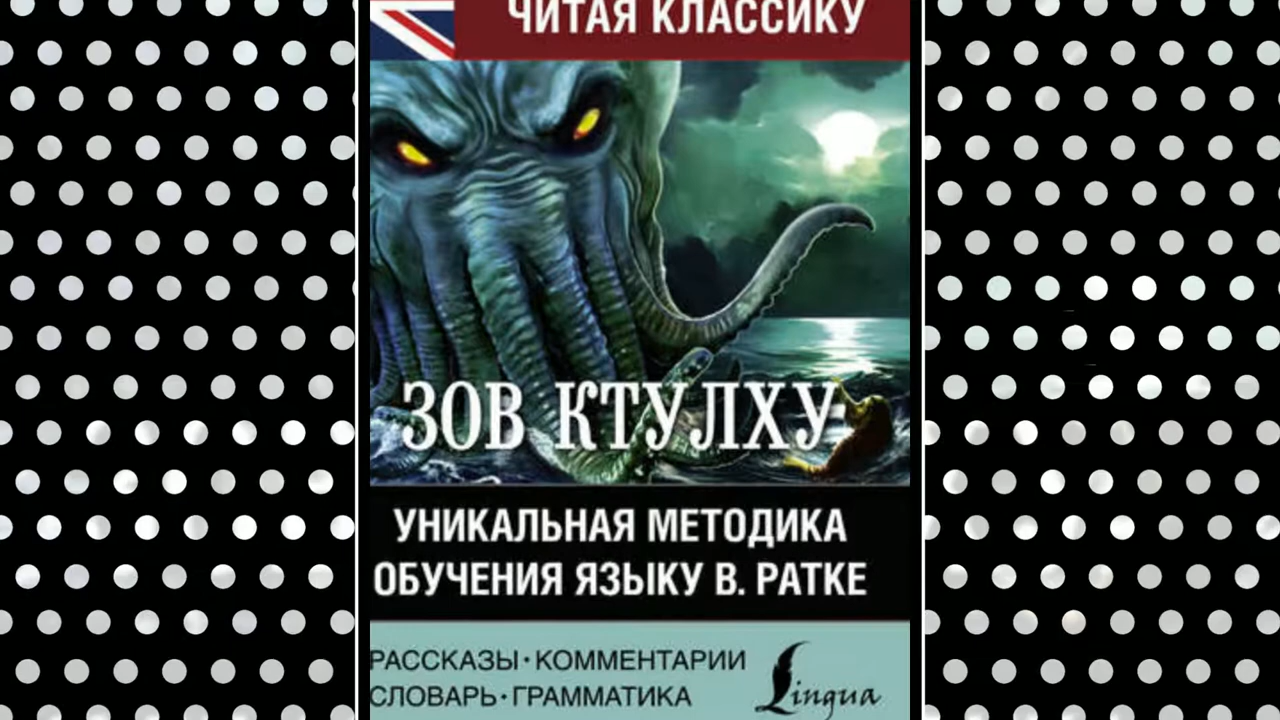 ЧИТАЯ КЛАССИКУ
ЗОВ КТУЛХУ
УНИКАЛЬНАЯ МЕТОДИКА
ОБУЧЕНИЯ ЯЗЫКУ В. РАТКЕ
РАССКАЗЫ·КОММЕНТАРИИ
СЛОВАРЬ·ГРАММАТИКА
Lingua